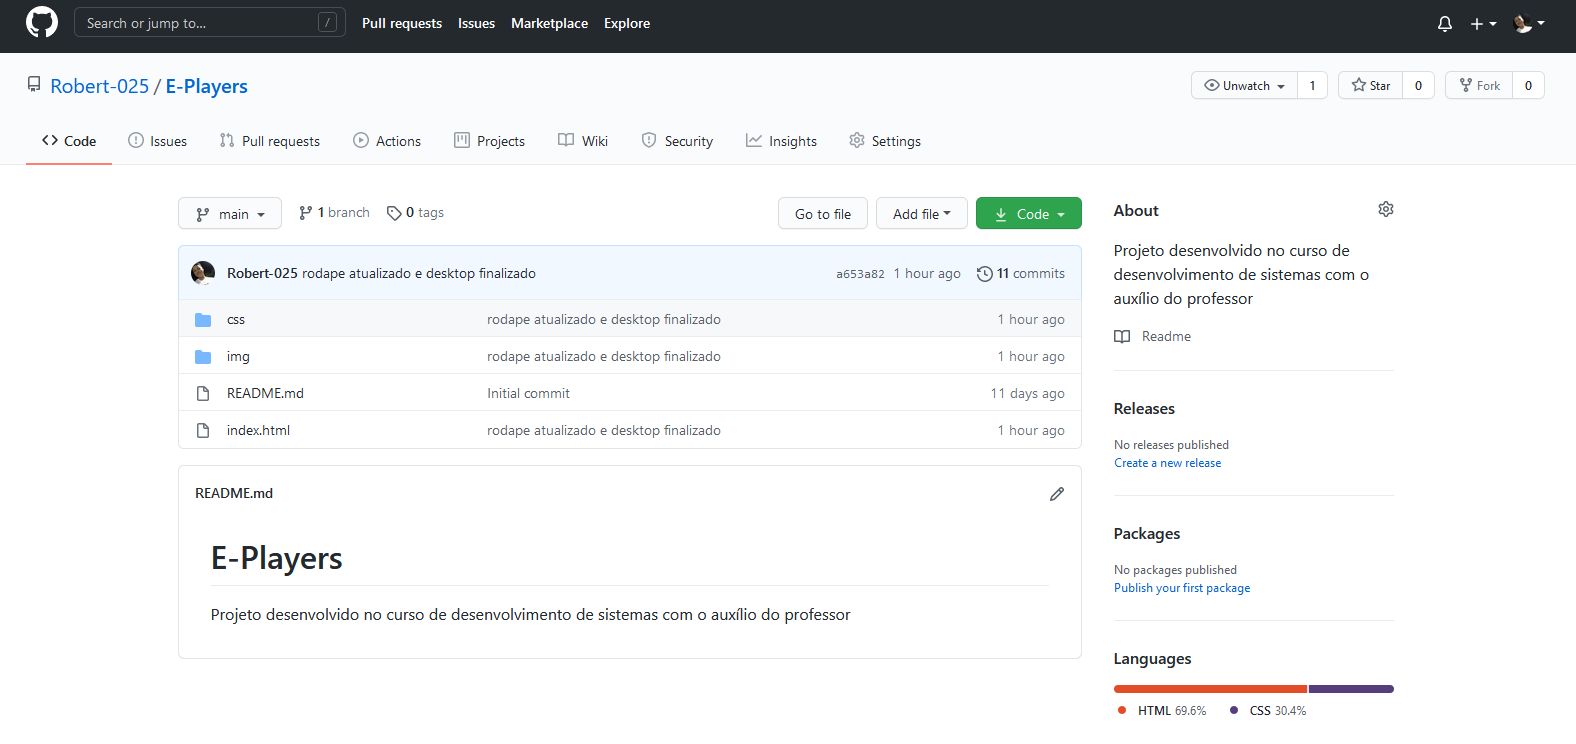 Search or jump to... /
Pull requests Issues Marketplace Explore
Robert-025 / E-Players
Unwatch 1 Star 0 Fork 0
Code Issues Pull requests Actions Projects Wiki Security Insights Settings
main 1 branch 0 tags Go to file Add file Code
Robert-025 rodape atualizado e desktop finalizado a653a82 1 hour ago 11 commits
css rodape atualizado e desktop finalizado 1 hour ago
img rodape atualizado e desktop finalizado 1 hour ago
README.md Initial commit 11 days ago
index.html rodape atualizado e desktop finalizado 1 hour ago
README.md
E-Players
Projeto desenvolvido no curso de desenvolvimento de sistemas com o auxílio do professor
About
Projeto desenvolvido no curso de
desenvolvimento de sistemas com o
auxílio do professor
Readme
Releases
No releases published
Create a new release
Packages
No packages published
Publish your first package
Languages
HTML 69.6% CSS 30.4%